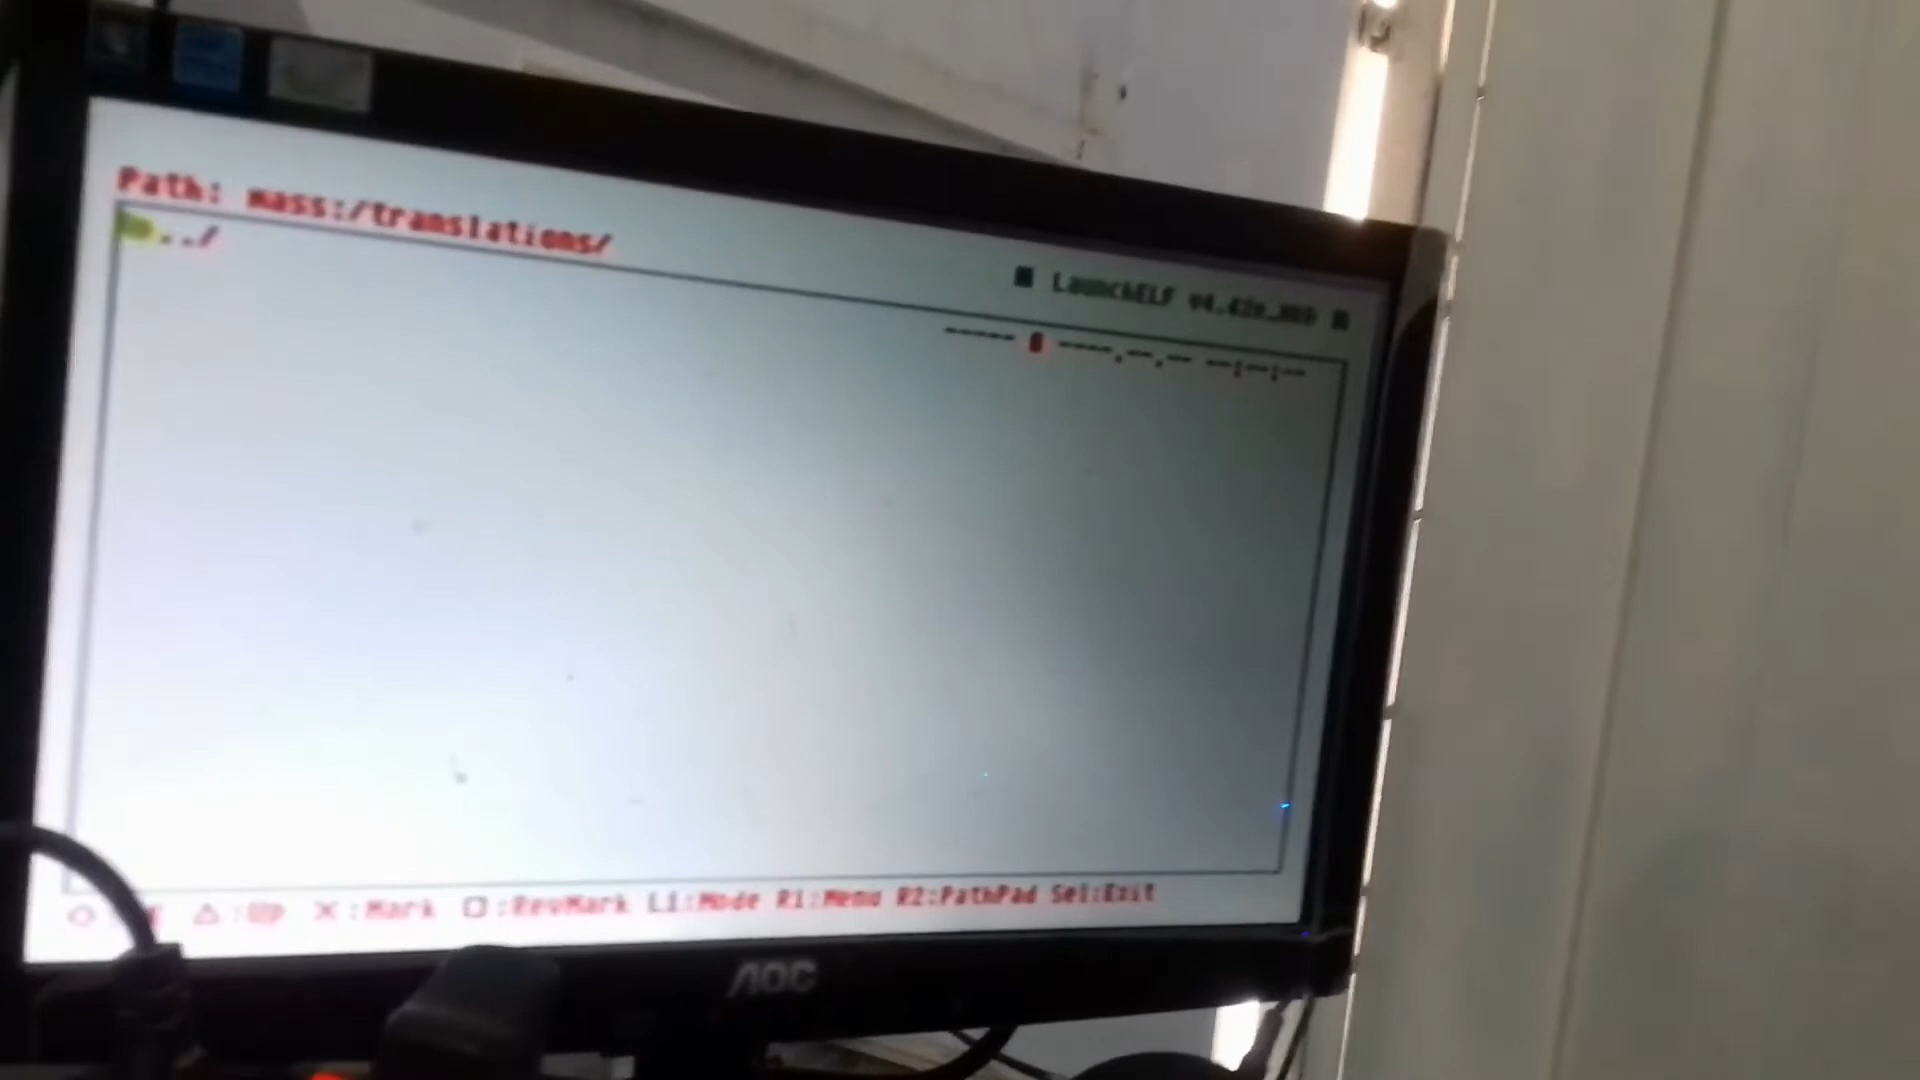 Path: mass:/translations/
../
LaunchELF
----- ----.--.-- --:--:--
△:Up X:Mark □:RevMark L1:Mode R1:Menu R2:PathPad Sel:Exit
AOC